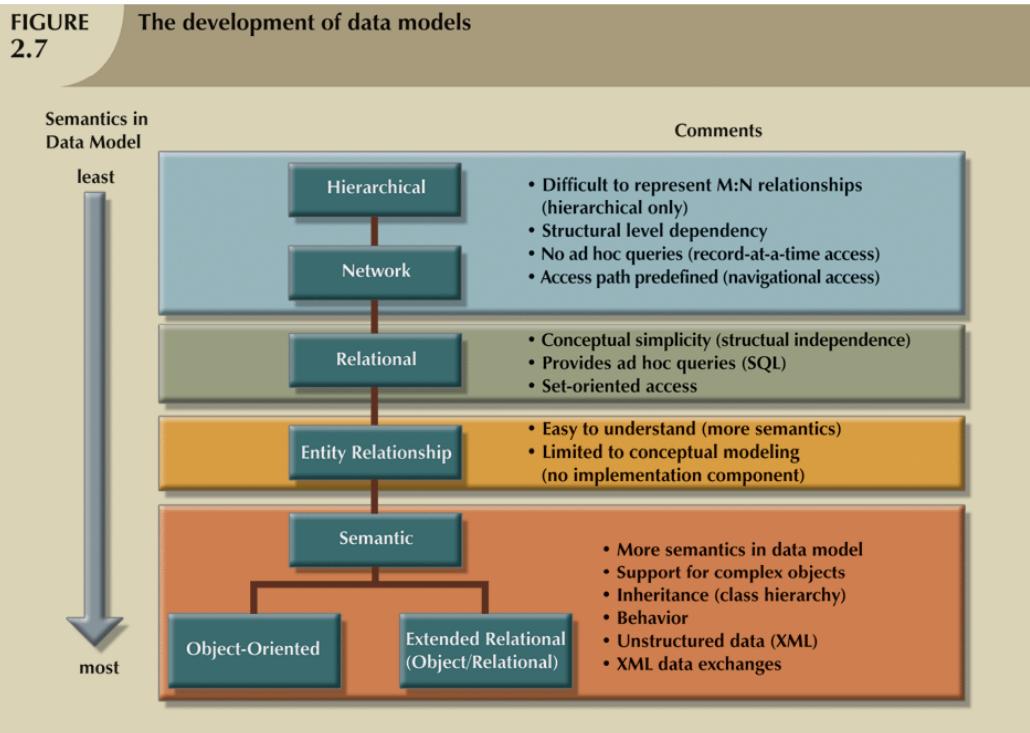 FIGURE
2.7
The development of data models
Semantics in
Data Model
least
Comments
Hierarchical
Network
• Difficult to represent M:N relationships
(hierarchical only)
• Structural level dependency
• No ad hoc queries (record-at-a-time access)
• Access path predefined (navigational access)
Relational
• Conceptual simplicity (structual independence)
• Provides ad hoc queries (SQL)
• Set-oriented access
Entity Relationship
• Easy to understand (more semantics)
• Limited to conceptual modeling
(no implementation component)
Semantic
Object-Oriented
Extended Relational
(Object/Relational)
• More semantics in data model
• Support for complex objects
• Inheritance (class hierarchy)
• Behavior
• Unstructured data (XML)
• XML data exchanges
most